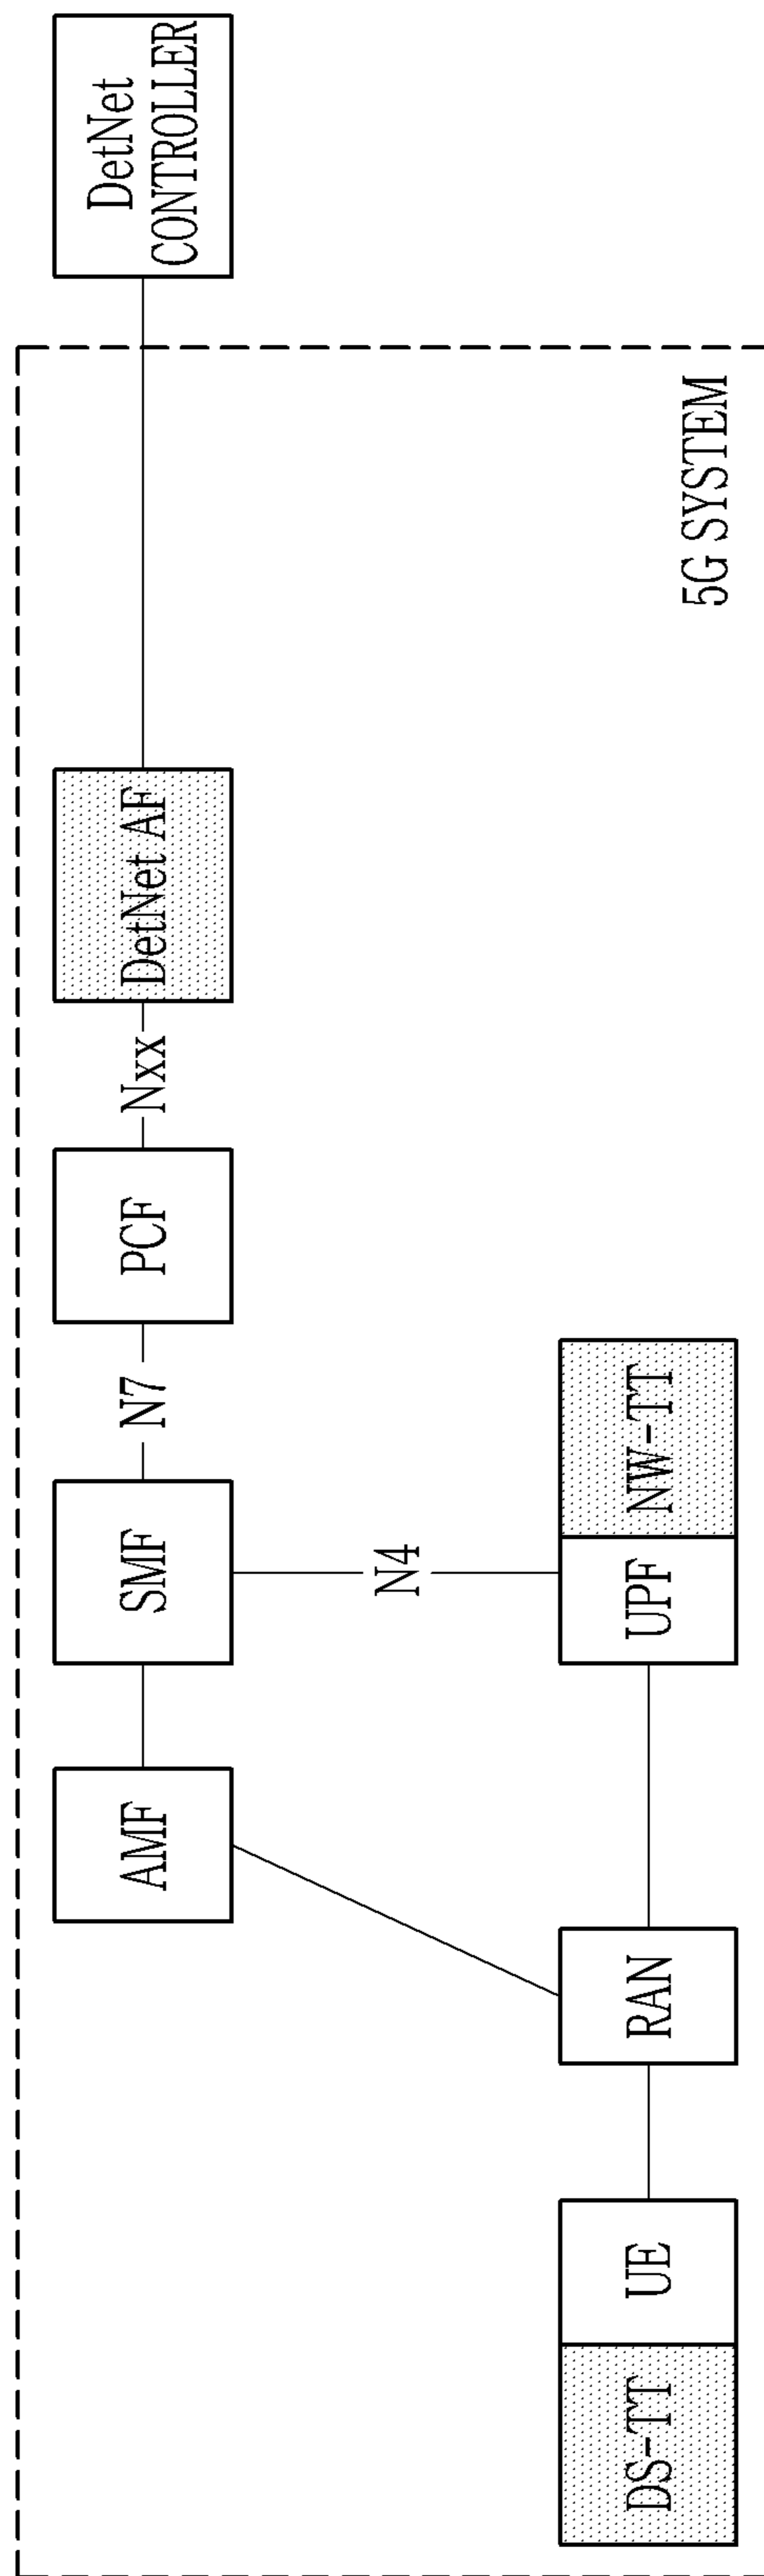 DetNet
CONTROLLER
AMF
SMF
N7
PCF
Nxx
DetNet AF
N4
DS-TT
UE
RAN
UPF
NW-TT
5G SYSTEM